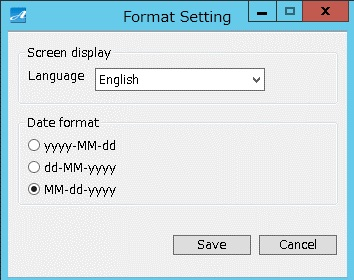 Format Setting
Screen display
Language English
Date format
yyyy-MM-dd
dd-MM-yyyy
MM-dd-yyyy
Save Cancel